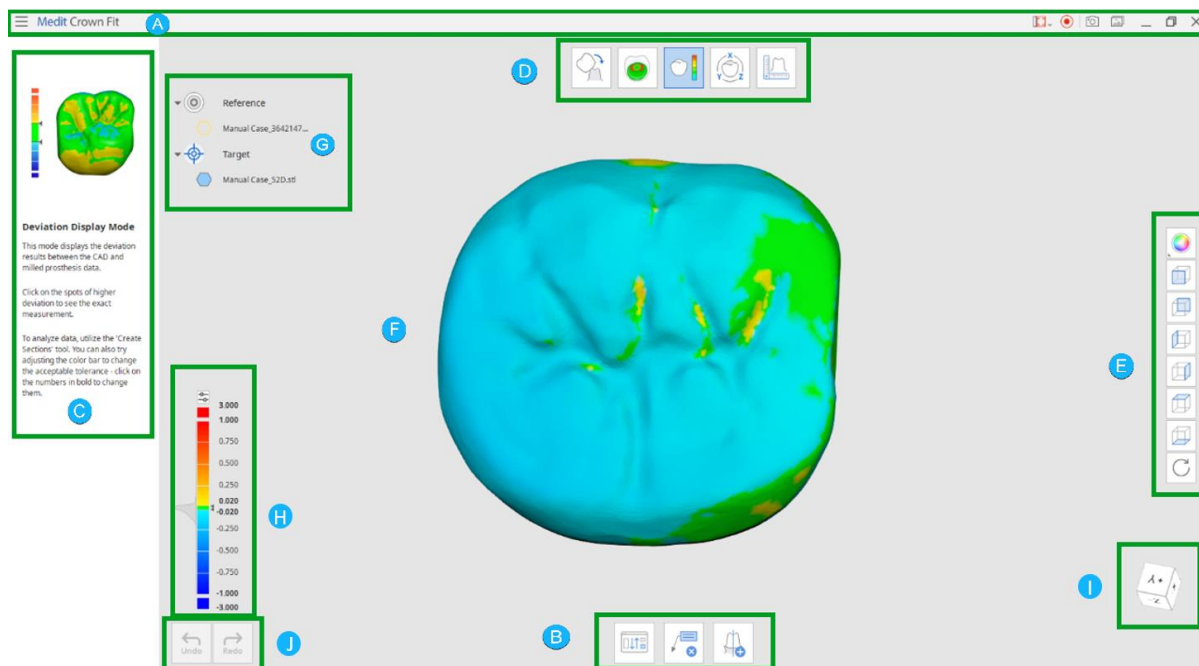 Medit Crown Fit
A
D
Reference
Manual Case_3642147...
G
Target
Manual Case_52D.stl
Deviation Display Mode
This mode displays the deviation
results between the CAD and
milled prosthesis data.
Click on the spots of higher
deviation to see the exact
measurement.
To analyze data, utilize the 'Create
Sections' tool. You can also try
adjusting the color bar to change
the acceptable tolerance - click on
the numbers in bold to change
them.
C
F
E
3.000
1.000
0.750
0.500
0.250
0.020
-0.020
-0.250
-0.500
-0.750
-1.000
-3.000
H
I
+Y
Z-
Undo
Redo
J
B
X
Y
Z